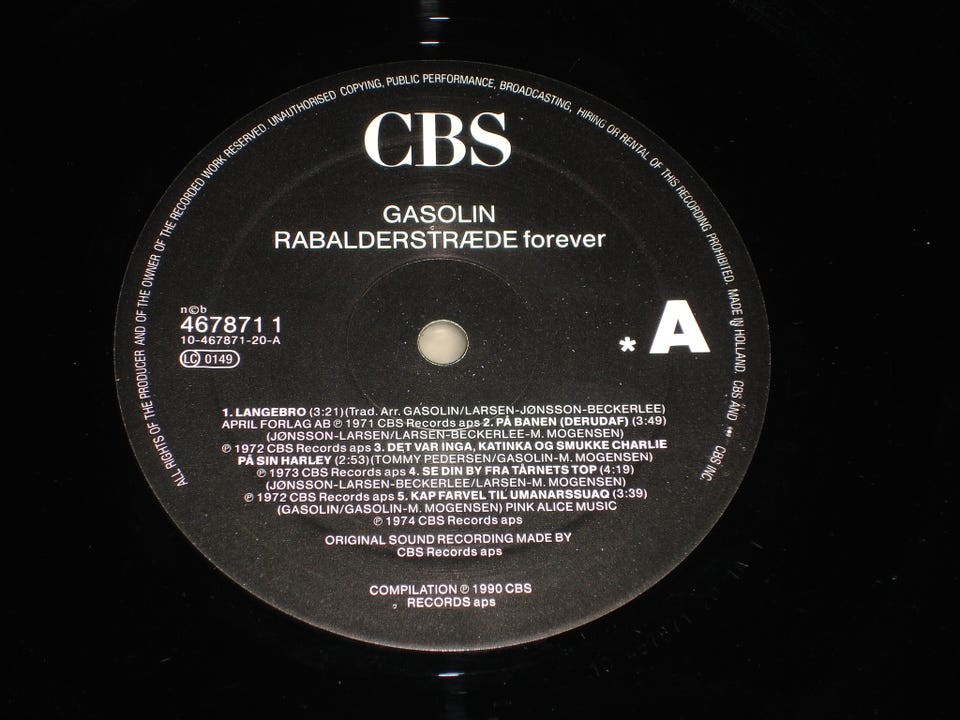 ALL RIGHTS OF THE PRODUCER AND OF THE OWNER OF THE RECORDED WORK RESERVED. UNAUTHORISED COPYING, PUBLIC PERFORMANCE, BROADCASTING, HIRING OR RENTAL OF THIS RECORDING PROHIBITED. MADE IN HOLLAND. CBS AND CBS INC.
CBS
GASOLIN
RABALDERSTRÆDE forever
n©b
467871 1
10-467871-20-A
LC 0149
* A
1. LANGEBRO (3:21)(Trad. Arr. GASOLIN/LARSEN-JØNSSON-BECKERLEE)
APRIL FORLAG AB ℗ 1971 CBS Records aps 2. PÅ BANEN (DERUDAF) (3:49)
(JØNSSON-LARSEN/LARSEN-BECKERLEE-M. MOGENSEN)
℗ 1972 CBS Records aps 3. DET VAR INGA, KATINKA OG SMUKKE CHARLIE
PÅ SIN HARLEY (2:53)(TOMMY PEDERSEN/GASOLIN-M. MOGENSEN)
℗ 1973 CBS Records aps 4. SE DIN BY FRA TÅRNETS TOP (4:19)
(JØNSSON-LARSEN-BECKERLEE/LARSEN-M. MOGENSEN)
℗ 1972 CBS Records aps 5. KAP FARVEL TIL UMANARSSUAQ (3:39)
(GASOLIN/GASOLIN-M. MOGENSEN) PINK ALICE MUSIC
℗ 1974 CBS Records aps
ORIGINAL SOUND RECORDING MADE BY
CBS Records aps
COMPILATION ℗ 1990 CBS
RECORDS aps